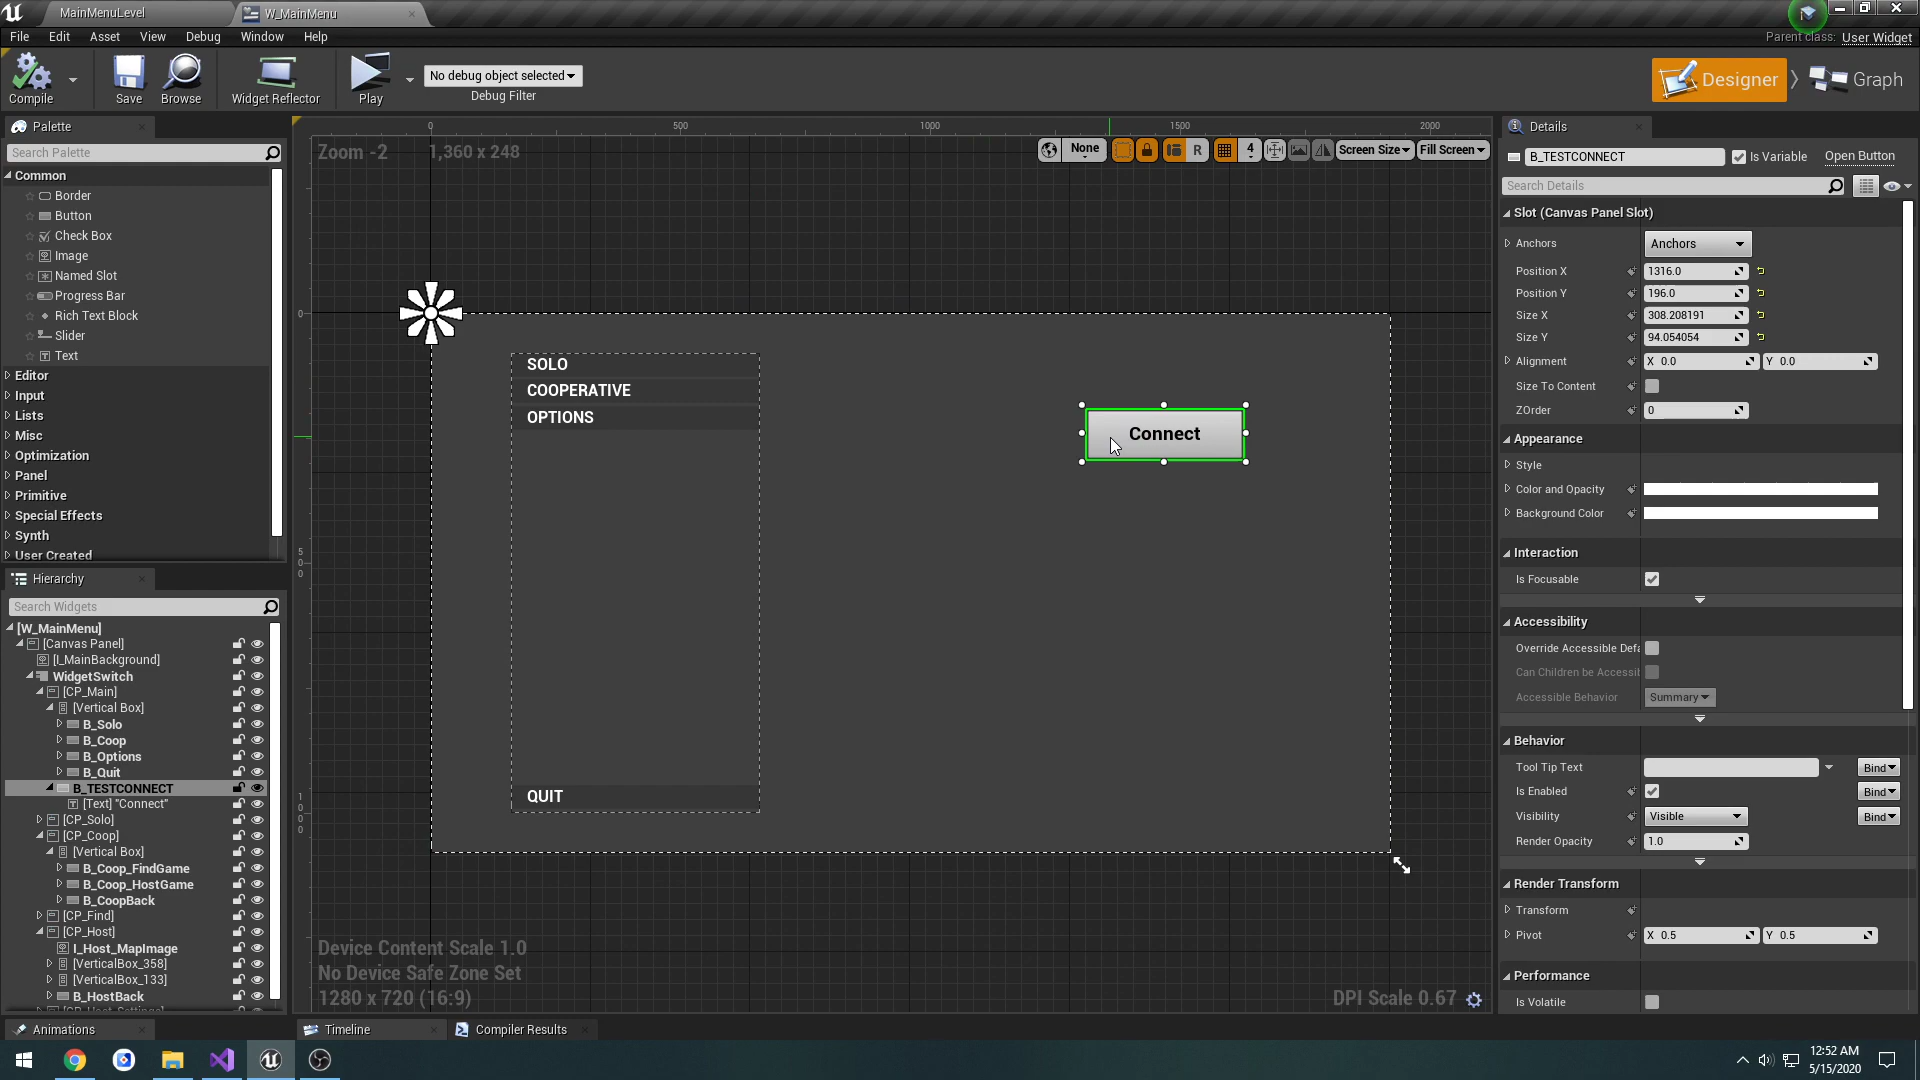 MainMenuLevel
W_MainMenu
File Edit Asset View Debug Window Help
Parent class: User Widget
Compile
Save
Browse
Widget Reflector
Play
No debug object selected
Debug Filter
Designer
Graph
Palette
Search Palette
Common
Border
Button
Check Box
Image
Named Slot
Progress Bar
Rich Text Block
Slider
Text
Editor
Input
Lists
Misc
Optimization
Panel
Primitive
Special Effects
Synth
User Created
Hierarchy
Search Widgets
[W_MainMenu]
[Canvas Panel]
[I_MainBackground]
WidgetSwitch
[CP_Main]
[Vertical Box]
B_Solo
B_Coop
B_Options
B_Quit
B_TESTCONNECT
[Text] "Connect"
[CP_Solo]
[CP_Coop]
[Vertical Box]
B_Coop_FindGame
B_Coop_HostGame
B_CoopBack
[CP_Find]
[CP_Host]
I_Host_MapImage
[VerticalBox_358]
[VerticalBox_133]
B_HostBack
Animations
0 500 1000 1500 2000
Zoom -2 1,360 x 248
None R 4 Screen Size Fill Screen
0
500
1000
SOLO
COOPERATIVE
OPTIONS
QUIT
Connect
Device Content Scale 1.0
No Device Safe Zone Set
1280 x 720 (16:9)
DPI Scale 0.67
Timeline
Compiler Results
Details
B_TESTCONNECT Is Variable Open Button
Search Details
Slot (Canvas Panel Slot)
Anchors Anchors
Position X 1316.0
Position Y 196.0
Size X 308.208191
Size Y 94.054054
Alignment X 0.0 Y 0.0
Size To Content
ZOrder 0
Appearance
Style
Color and Opacity
Background Color
Interaction
Is Focusable
Accessibility
Override Accessible Defa
Can Children be Accessib
Accessible Behavior Summary
Behavior
Tool Tip Text Bind
Is Enabled Bind
Visibility Visible Bind
Render Opacity 1.0
Render Transform
Transform
Pivot X 0.5 Y 0.5
Performance
Is Volatile
12:52 AM
5/15/2020